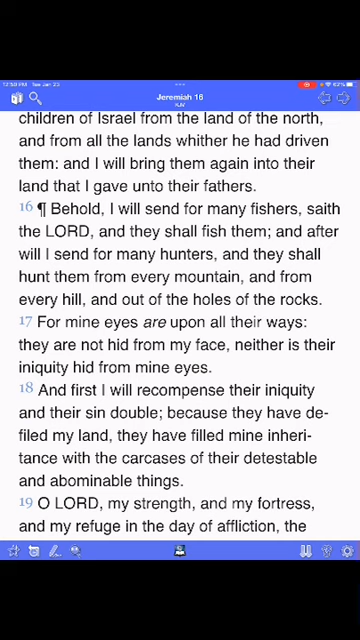 12:50 PM Tue Jan 23
62%
Jeremiah 16
KJV
children of Israel from the land of the north,
and from all the lands whither he had driven
them: and I will bring them again into their
land that I gave unto their fathers.
16 ¶ Behold, I will send for many fishers, saith
the LORD, and they shall fish them; and after
will I send for many hunters, and they shall
hunt them from every mountain, and from
every hill, and out of the holes of the rocks.
17 For mine eyes are upon all their ways:
they are not hid from my face, neither is their
iniquity hid from mine eyes.
18 And first I will recompense their iniquity
and their sin double; because they have de-
filed my land, they have filled mine inheri-
tance with the carcases of their detestable
and abominable things.
19 O LORD, my strength, and my fortress,
and my refuge in the day of affliction, the